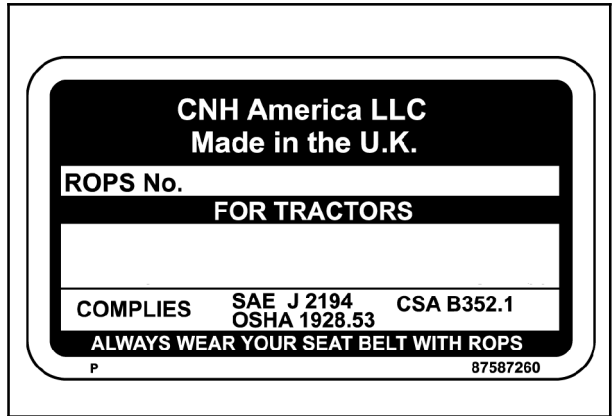 CNH America LLC
Made in the U.K.
ROPS No.
FOR TRACTORS
COMPLIES SAE J 2194 CSA B352.1
OSHA 1928.53
ALWAYS WEAR YOUR SEAT BELT WITH ROPS
P 87587260